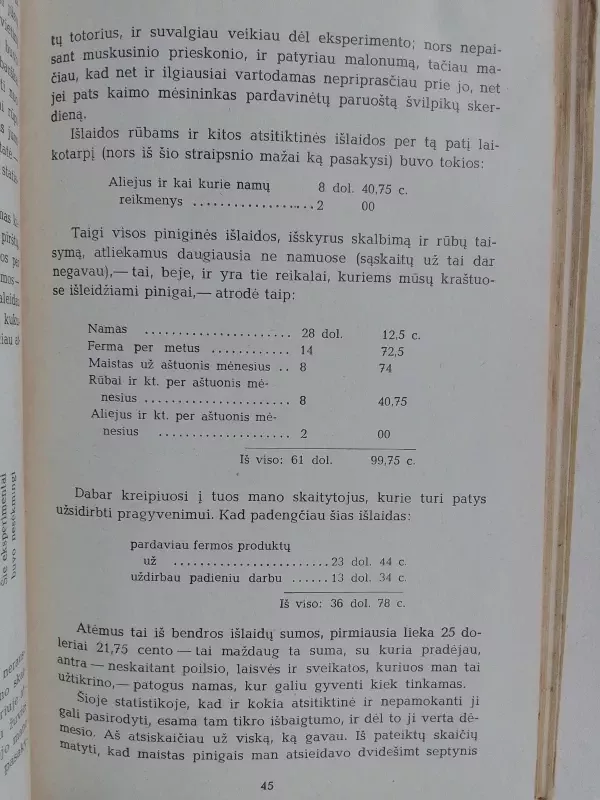 tų totorius, ir suvalgiau veikiau dėl eksperimento; nors nepai-
sant muskusinio prieskonio, ir patyriau malonumą, tačiau ma-
čiau, kad net ir ilgiausiai vartodamas nepriprasčiau prie jo, net
jei pats kaimo mėsininkas pardavinėtų paruoštą švilpikų sker-
dieną.
Išlaidos rūbams ir kitos atsitiktinės išlaidos per tą patį lai-
kotarpį (nors iš šio straipsnio mažai ką pasakysi) buvo tokios:
Aliejus ir kai kurie namų 8 dol. 40,75 c.
reikmenys .................... 2 00
Taigi visos piniginės išlaidos, išskyrus skalbimą ir rūbų tai-
symą, atliekamus daugiausia ne namuose (sąskaitų už tai dar
negavau),— tai, beje, ir yra tie reikalai, kuriems mūsų kraštuo-
se išleidžiami pinigai,— atrodė taip:
Namas ...................... 28 dol. 12,5 c.
Ferma per metus ............ 14 72,5
Maistas už aštuonis mėnesius .. 8 74
Rūbai ir kt. per aštuonis mė-
nesius ...................... 8 40,75
Aliejus ir kt. per aštuonis mė-
nesius .................... 2 00
Iš viso: 61 dol. 99,75 c.
Dabar kreipiuosi į tuos mano skaitytojus, kurie turi patys
užsidirbti pragyvenimui. Kad padengčiau šias išlaidas:
pardaviau fermos produktų
už ........................ 23 dol. 44 c.
uždirbau padieniu darbu ...... 13 dol. 34 c.
Iš viso: 36 dol. 78 c.
Atėmus tai iš bendros išlaidų sumos, pirmiausia lieka 25 do-
leriai 21,75 cento — tai maždaug ta suma, su kuria pradėjau,
antra — neskaitant poilsio, laisvės ir sveikatos, kuriuos man tai
užtikrino,— patogus namas, kur galiu gyventi kiek tinkamas.
Šioje statistikoje, kad ir kokia atsitiktinė ir nepamokanti ji
gali pasirodyti, esama tam tikro išbaigtumo, ir dėl to ji verta dė-
mesio. Aš atsiskaičiau už viską, ką gavau. Iš pateiktų skaičių
matyti, kad maistas pinigais man atsieidavo dvidešimt septynis
45
Šie eksperimentai
buvo nesėkmingi